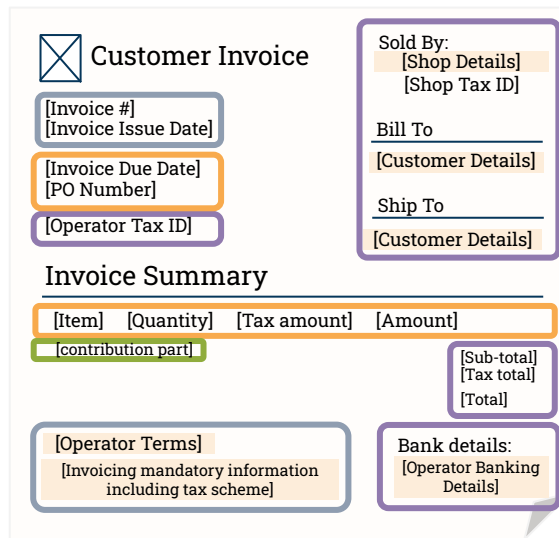 Customer Invoice
[Invoice #]
[Invoice Issue Date]
[Invoice Due Date]
[PO Number]
[Operator Tax ID]
Sold By:
[Shop Details]
[Shop Tax ID]
Bill To
[Customer Details]
Ship To
[Customer Details]
Invoice Summary
[Item] [Quantity] [Tax amount] [Amount]
[contribution part]
[Sub-total]
[Tax total]
[Total]
[Operator Terms]
[Invoicing mandatory information
including tax scheme]
Bank details:
[Operator Banking
Details]